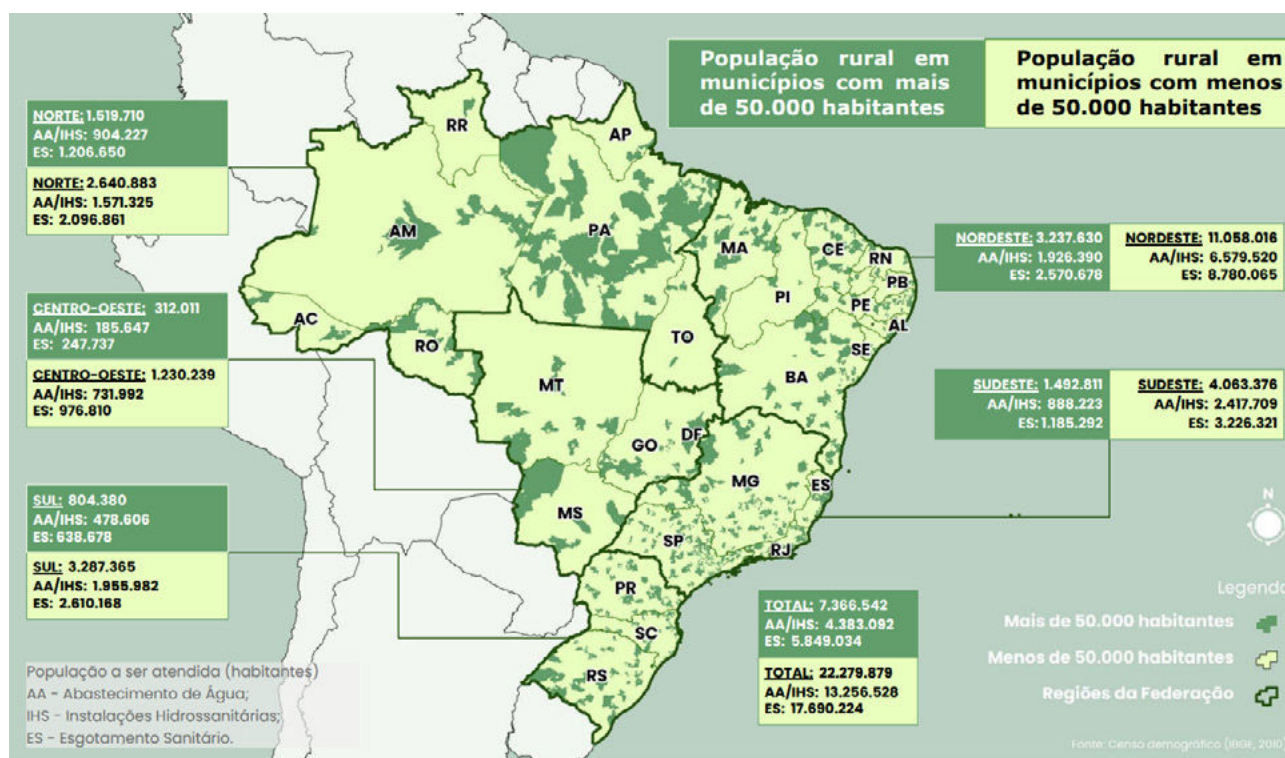 População rural em
municípios com mais
de 50.000 habitantes
População rural em
municípios com menos
de 50.000 habitantes
NORTE: 1.519.710
AA/IHS: 904.227
ES: 1.206.650
NORTE: 2.640.883
AA/IHS: 1.571.325
ES: 2.096.861
CENTRO-OESTE: 312.011
AA/IHS: 185.647
ES: 247.737
CENTRO-OESTE: 1.230.239
AA/IHS: 731.992
ES: 976.810
SUL: 804.380
AA/IHS: 478.606
ES: 638.678
SUL: 3.287.365
AA/IHS: 1.955.982
ES: 2.610.168
RR
AP
AM
PA
MA
CE
RN
PB
PI
PE
AL
SE
AC
RO
TO
BA
MT
GO
DF
MG
ES
MS
SP
RJ
PR
SC
RS
NORDESTE: 3.237.630
AA/IHS: 1.926.390
ES: 2.570.678
NORDESTE: 11.058.016
AA/IHS: 6.579.520
ES: 8.780.065
SUDESTE: 1.492.811
AA/IHS: 888.223
ES: 1.185.292
SUDESTE: 4.063.376
AA/IHS: 2.417.709
ES: 3.226.321
TOTAL: 7.366.542
AA/IHS: 4.383.092
ES: 5.849.034
TOTAL: 22.279.879
AA/IHS: 13.256.528
ES: 17.690.224
N
Legenda
Mais de 50.000 habitantes
Menos de 50.000 habitantes
Regiões da Federação
População a ser atendida (habitantes)
AA - Abastecimento de Água;
IHS - Instalações Hidrossanitárias;
ES - Esgotamento Sanitário.
Fonte: Censo demográfico (IBGE, 2010)